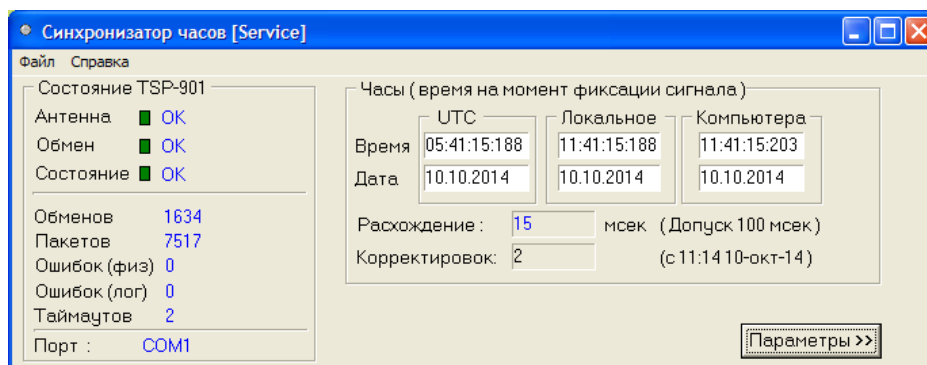 Синхронизатор часов [Service]
Файл Справка
Состояние TSP-901
Антенна OK
Обмен OK
Состояние OK
Обменов 1634
Пакетов 7517
Ошибок (физ) 0
Ошибок (лог) 0
Таймаутов 2
Порт : COM1
Часы ( время на момент фиксации сигнала )
UTC Локальное Компьютера
Время 05:41:15:188 11:41:15:188 11:41:15:203
Дата 10.10.2014 10.10.2014 10.10.2014
Расхождение : 15 мсек ( Допуск 100 мсек )
Корректировок: 2 (с 11:14 10-окт-14 )
Параметры >>